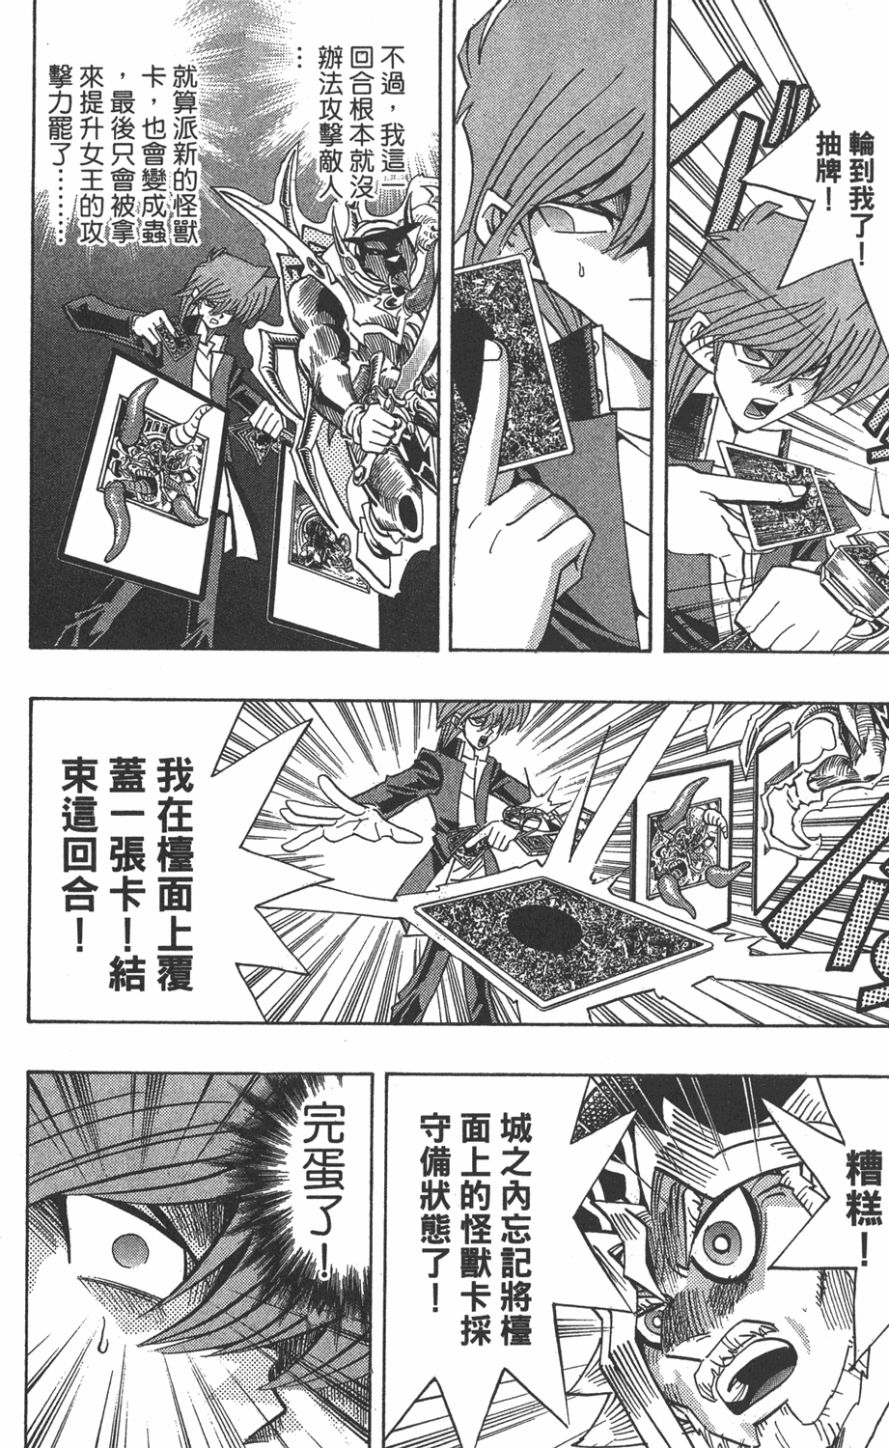 輪到我了！
抽牌！
不過，我這一
回合根本就沒
辦法攻擊敵人
…
就算派新的怪獸
卡，也會變成蟲
，最後只會被拿
來提升女王的攻
擊力罷了………
我在檯面上覆
蓋一張卡！結
束這回合！
糟糕！
城之內忘記將檯
面上的怪獸卡採
守備狀態了！
完蛋了！